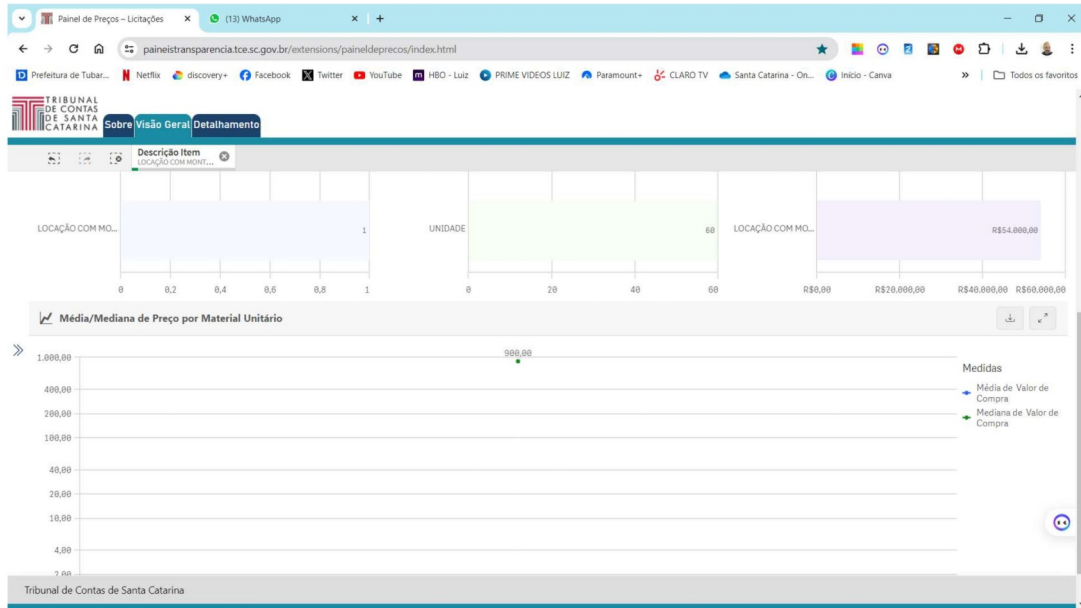 Painel de Preços – Licitações
(13) WhatsApp
paineistransparencia.tce.sc.gov.br/extensions/paineldeprecos/index.html
Prefeitura de Tubar... Netflix discovery+ Facebook Twitter YouTube HBO - Luiz PRIME VIDEOS LUIZ Paramount+ CLARO TV Santa Catarina - On... Início - Canva » Todos os favoritos
TRIBUNAL
DE CONTAS
DE SANTA
CATARINA
Sobre Visão Geral Detalhamento
Descrição Item
LOCAÇÃO COM MONT...
LOCAÇÃO COM MO... 1 UNIDADE 60 LOCAÇÃO COM MO... R$54.000,00
0 0,2 0,4 0,6 0,8 1 0 20 40 60 R$0,00 R$20.000,00 R$40.000,00 R$60.000,00
Média/Mediana de Preço por Material Unitário
900,00
1.000,00
400,00
200,00
100,00
40,00
20,00
10,00
4,00
2,00
Medidas
Média de Valor de
Compra
Mediana de Valor de
Compra
Tribunal de Contas de Santa Catarina